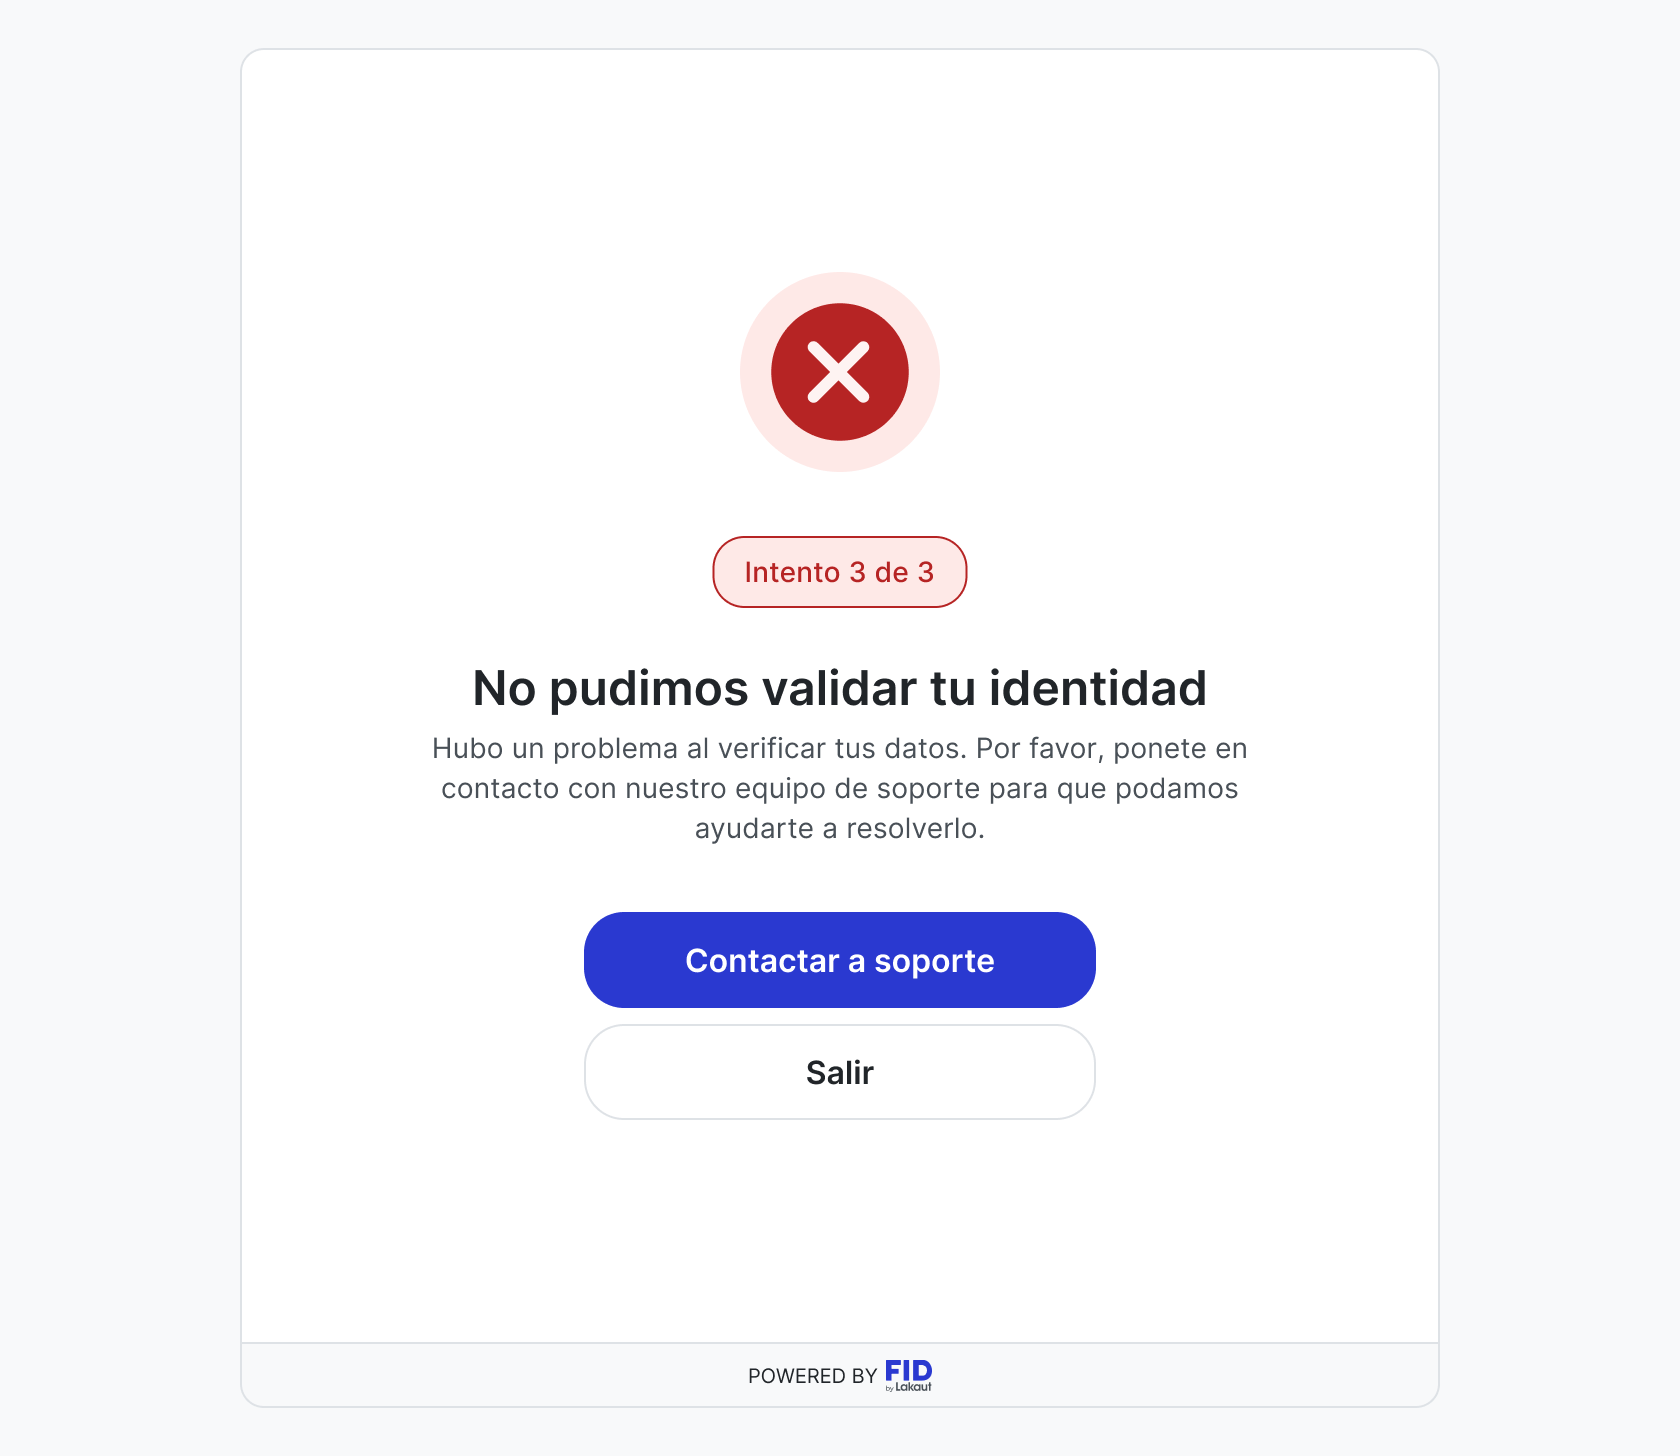 Intento 3 de 3
No pudimos validar tu identidad
Hubo un problema al verificar tus datos. Por favor, ponete en
contacto con nuestro equipo de soporte para que podamos
ayudarte a resolverlo.
Contactar a soporte
Salir
POWERED BY FID
by Lakaut